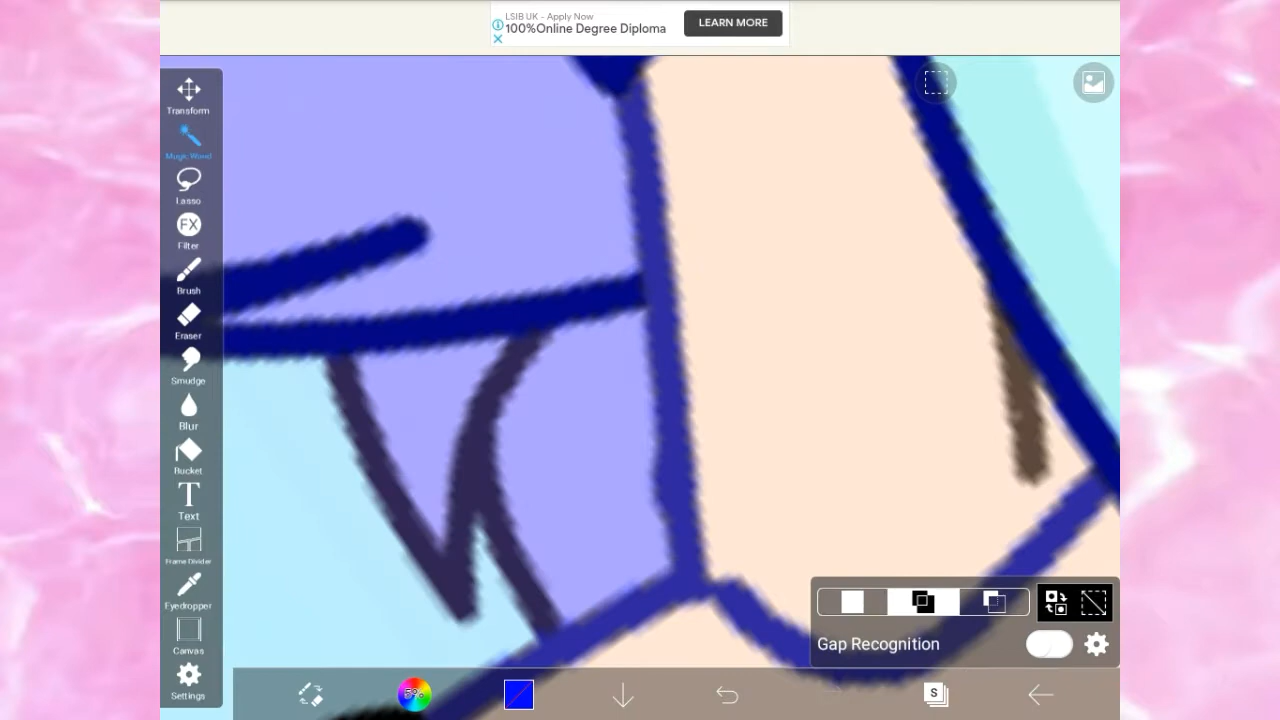 LSIB UK - Apply Now
100%Online Degree Diploma
LEARN MORE
Transform
Magic Wand
Lasso
FX
Filter
Brush
Eraser
Smudge
Blur
Bucket
T
Text
Frame Divider
Eyedropper
Canvas
Settings
Gap Recognition
S